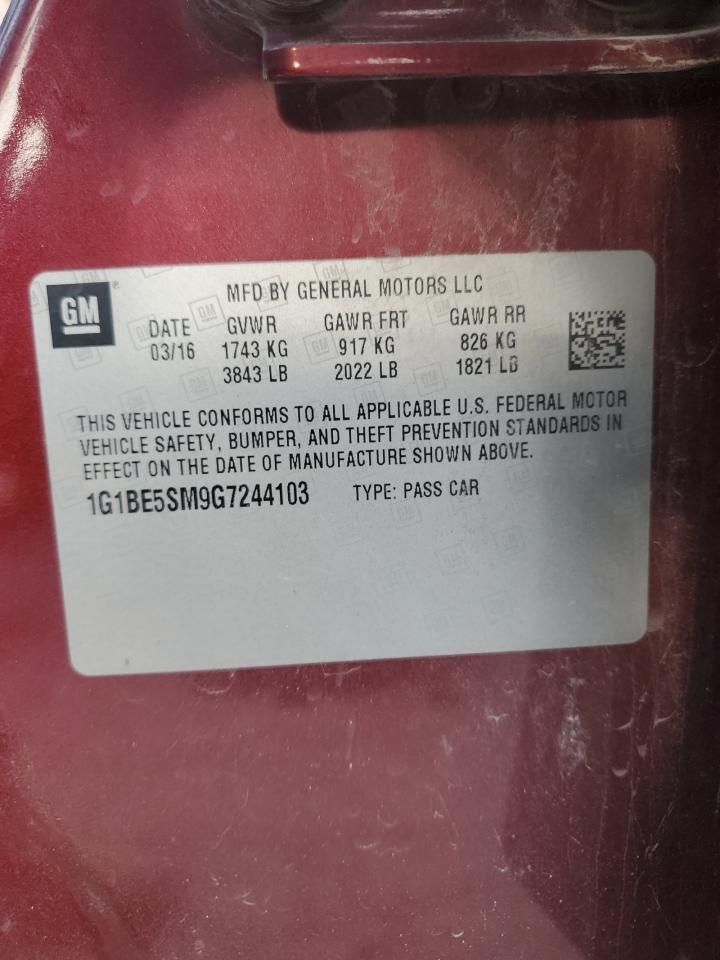 GM
MFD BY GENERAL MOTORS LLC
DATE GVWR GAWR FRT GAWR RR
03/16 1743 KG 917 KG 826 KG
3843 LB 2022 LB 1821 LB
THIS VEHICLE CONFORMS TO ALL APPLICABLE U.S. FEDERAL MOTOR
VEHICLE SAFETY, BUMPER, AND THEFT PREVENTION STANDARDS IN
EFFECT ON THE DATE OF MANUFACTURE SHOWN ABOVE.
1G1BE5SM9G7244103 TYPE: PASS CAR